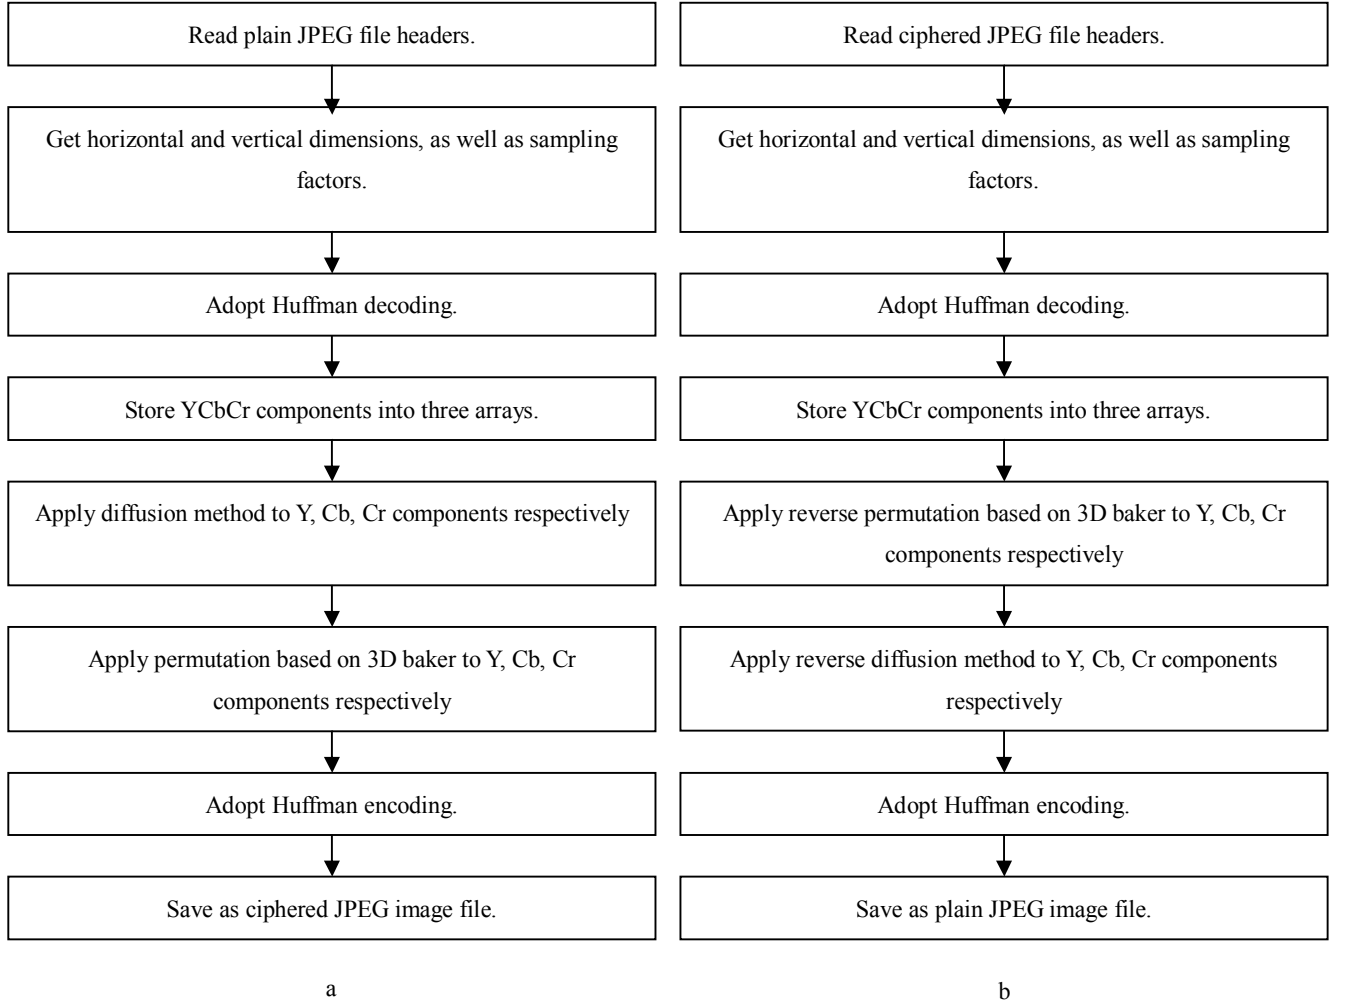 Read plain JPEG file headers.
Get horizontal and vertical dimensions, as well as sampling
factors.
Adopt Huffman decoding.
Store YCbCr components into three arrays.
Apply diffusion method to Y, Cb, Cr components respectively
Apply permutation based on 3D baker to Y, Cb, Cr
components respectively
Adopt Huffman encoding.
Save as ciphered JPEG image file.
a
Read ciphered JPEG file headers.
Get horizontal and vertical dimensions, as well as sampling
factors.
Adopt Huffman decoding.
Store YCbCr components into three arrays.
Apply reverse permutation based on 3D baker to Y, Cb, Cr
components respectively
Apply reverse diffusion method to Y, Cb, Cr components
respectively
Adopt Huffman encoding.
Save as plain JPEG image file.
b